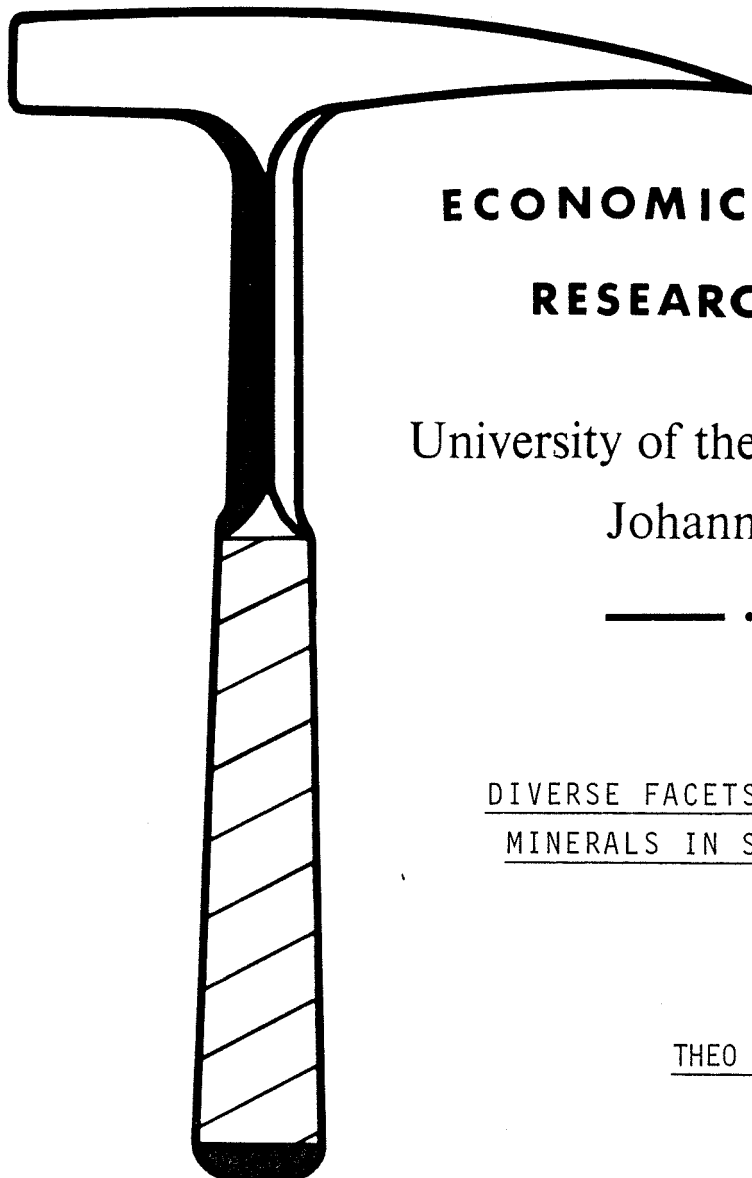 ECONOMIC
RESEARC
University of the
Johann
DIVERSE FACETS
MINERALS IN S
THEO